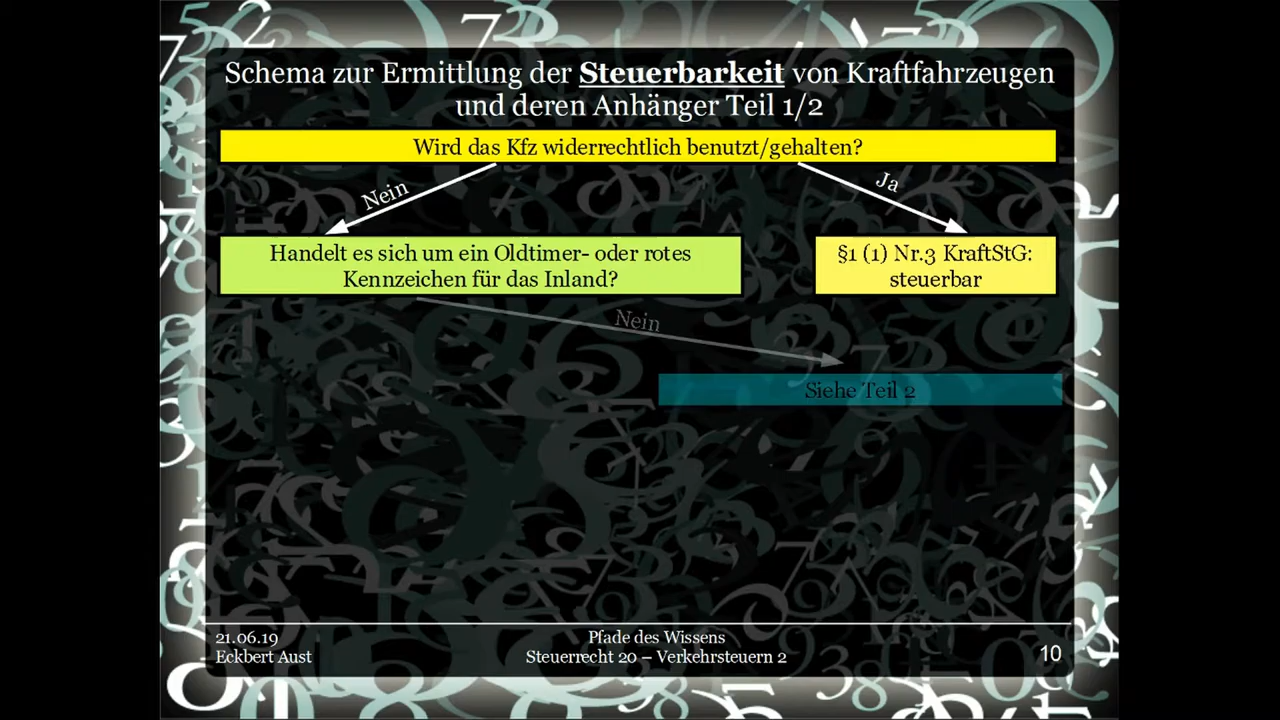 Schema zur Ermittlung der Steuerbarkeit von Kraftfahrzeugen
und deren Anhänger Teil 1/2
Wird das Kfz widerrechtlich benutzt/gehalten?
Nein
Ja
Handelt es sich um ein Oldtimer- oder rotes
Kennzeichen für das Inland?
§1 (1) Nr.3 KraftStG:
steuerbar
Nein
Siehe Teil 2
21.06.19
Eckbert Aust
Pfade des Wissens
Steuerrecht 20 – Verkehrsteuern 2
10